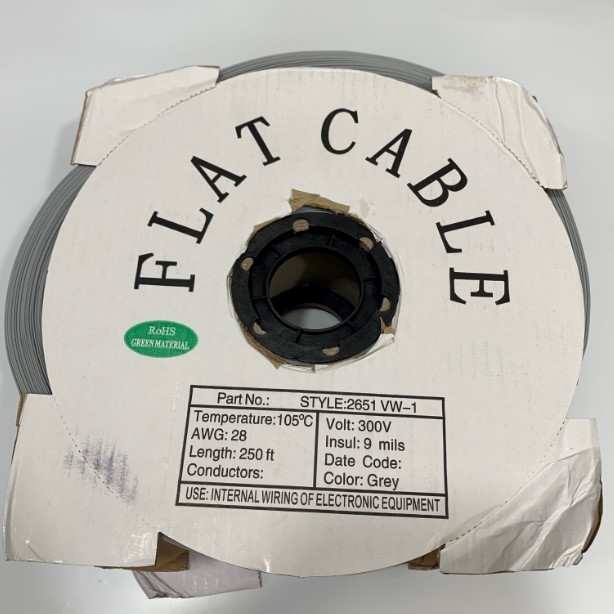 FLAT CABLE
RoHS
GREEN MATERIAL
Part No.: STYLE:2651 VW-1
Temperature:105°C
AWG: 28
Length: 250 ft
Conductors:
Volt: 300V
Insul: 9 mils
Date Code:
Color: Grey
USE: INTERNAL WIRING OF ELECTRONIC EQUIPMENT